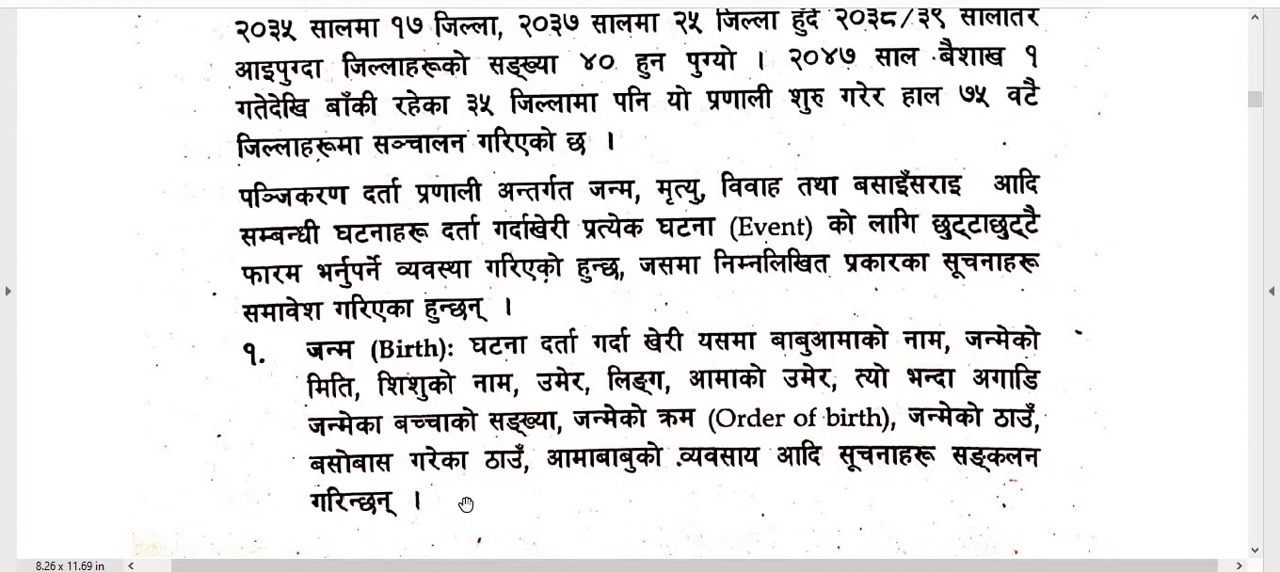 २०३५ सालमा १७ जिल्ला, २०३७ सालमा २५ जिल्ला हुँदै २०३८/३९ सालतिर
आइपुग्दा जिल्लाहरूको सङ्ख्या ४० हुन पुग्यो । २०४७ साल बैशाख १
गतेदेखि बाँकी रहेका ३५ जिल्लामा पनि यो प्रणाली शुरु गरेर हाल ७५ वटै
जिल्लाहरूमा सञ्चालन गरिएको छ ।
पञ्जिकरण दर्ता प्रणाली अन्तर्गत जन्म, मृत्यु, विवाह तथा बसाइँसराइ आदि
सम्बन्धी घटनाहरू दर्ता गर्दाखेरी प्रत्येक घटना (Event) को लागि छुट्टाछुट्टै
फारम भर्नुपर्ने व्यवस्था गरिएको हुन्छ, जसमा निम्नलिखित प्रकारका सूचनाहरू
समावेश गरिएका हुन्छन् ।
१. जन्म (Birth): घटना दर्ता गर्दा खेरी यसमा बाबुआमाको नाम, जन्मेको
मिति, शिशुको नाम, उमेर, लिङ्ग, आमाको उमेर, त्यो भन्दा अगाडि
जन्मेका बच्चाको सङ्ख्या, जन्मेको क्रम (Order of birth), जन्मेको ठाउँ,
बसोबास गरेका ठाउँ, आमाबाबुको व्यवसाय आदि सूचनाहरू सङ्कलन
गरिन्छन् ।
8.26 x 11.69 in